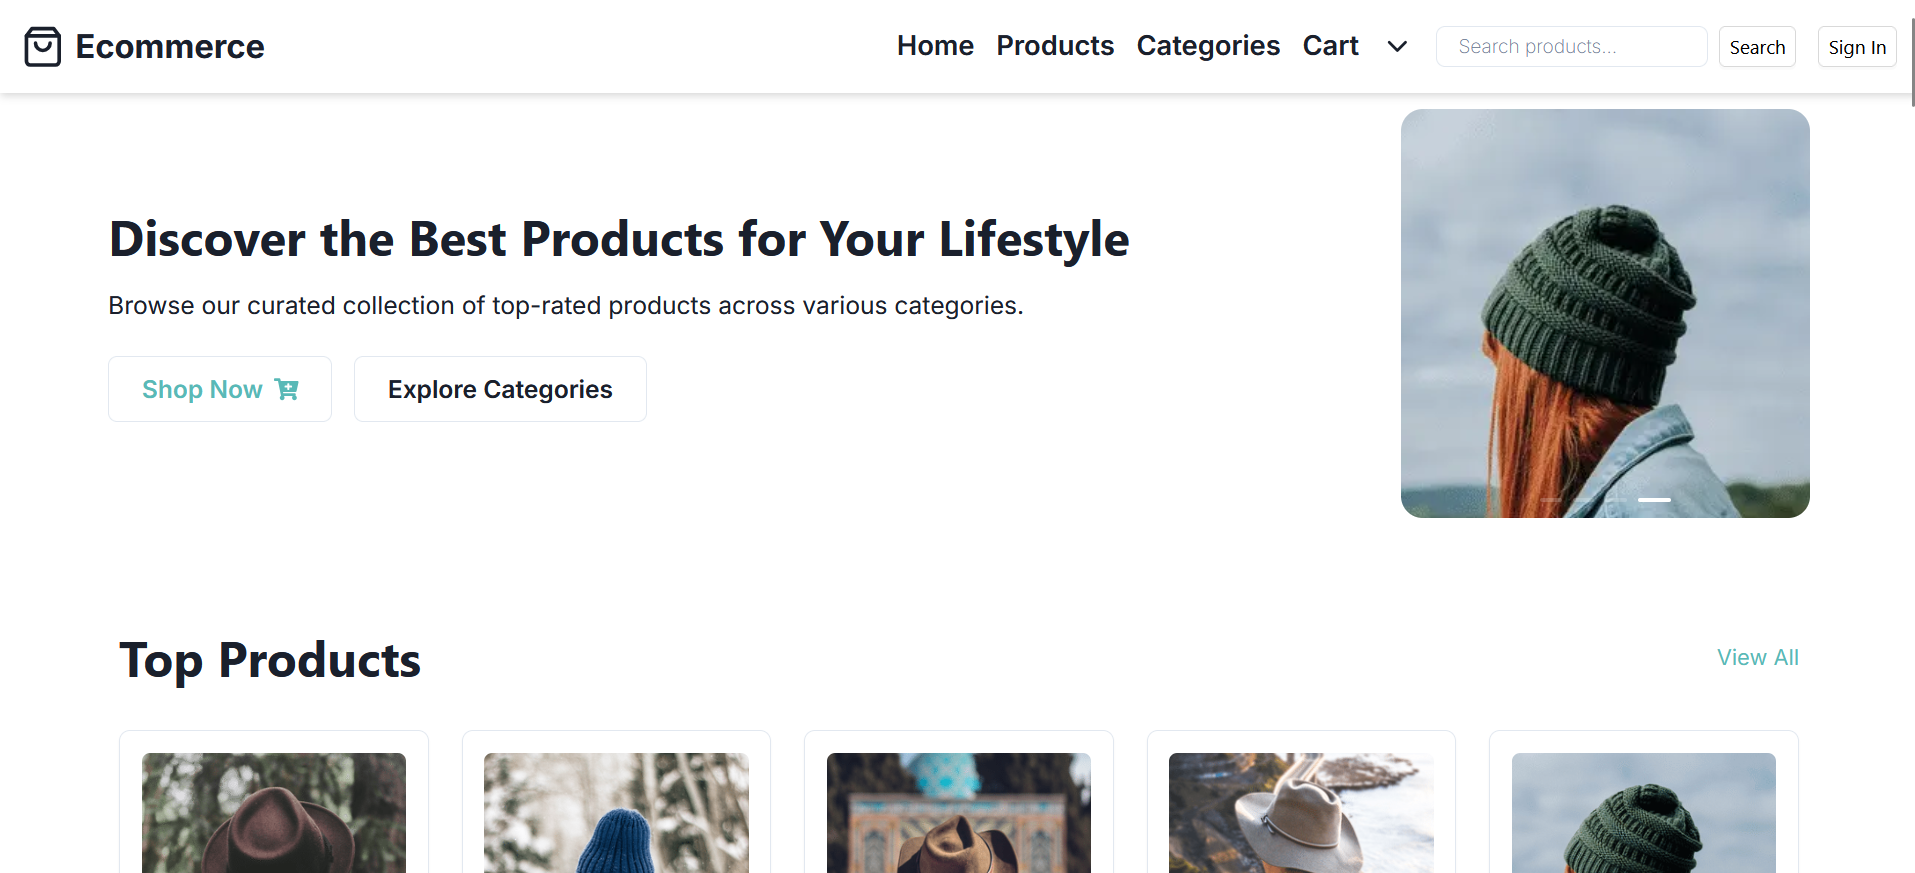 Ecommerce
Home Products Categories Cart Search products... Search Sign In
Discover the Best Products for Your Lifestyle
Browse our curated collection of top-rated products across various categories.
Shop Now Explore Categories
Top Products View All